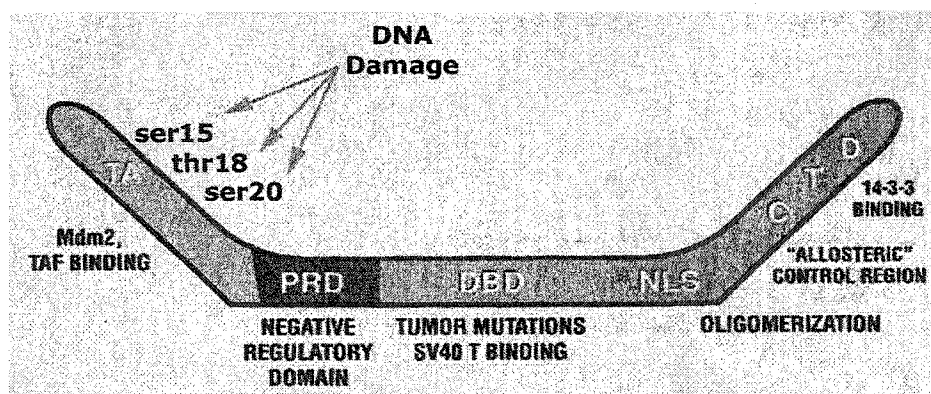 DNA
Damage
ser15
thr18
ser20
TA
Mdm2,
TAF BINDING
PRD
DBD
NLS
C
T
D
14-3-3
BINDING
"ALLOSTERIC"
CONTROL REGION
NEGATIVE
REGULATORY
DOMAIN
TUMOR MUTATIONS
SV40 T BINDING
OLIGOMERIZATION